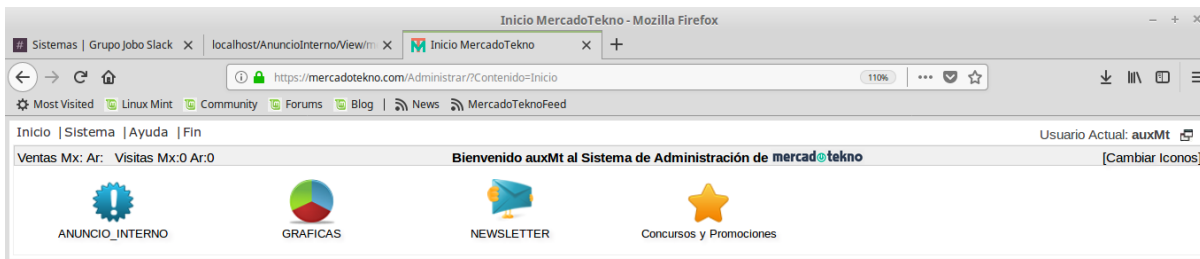 Inicio MercadoTekno - Mozilla Firefox
# Sistemas | Grupo Jobo Slack localhost/AnuncioInterno/View/m Inicio MercadoTekno
https://mercadotekno.com/Administrar/?Contenido=Inicio 110%
Most Visited Linux Mint Community Forums Blog | News MercadoTeknoFeed
Inicio |Sistema |Ayuda |Fin Usuario Actual: auxMt
Ventas Mx: Ar: Visitas Mx:0 Ar:0 Bienvenido auxMt al Sistema de Administración de mercadotekno [Cambiar Iconos]
ANUNCIO_INTERNO GRAFICAS NEWSLETTER Concursos y Promociones